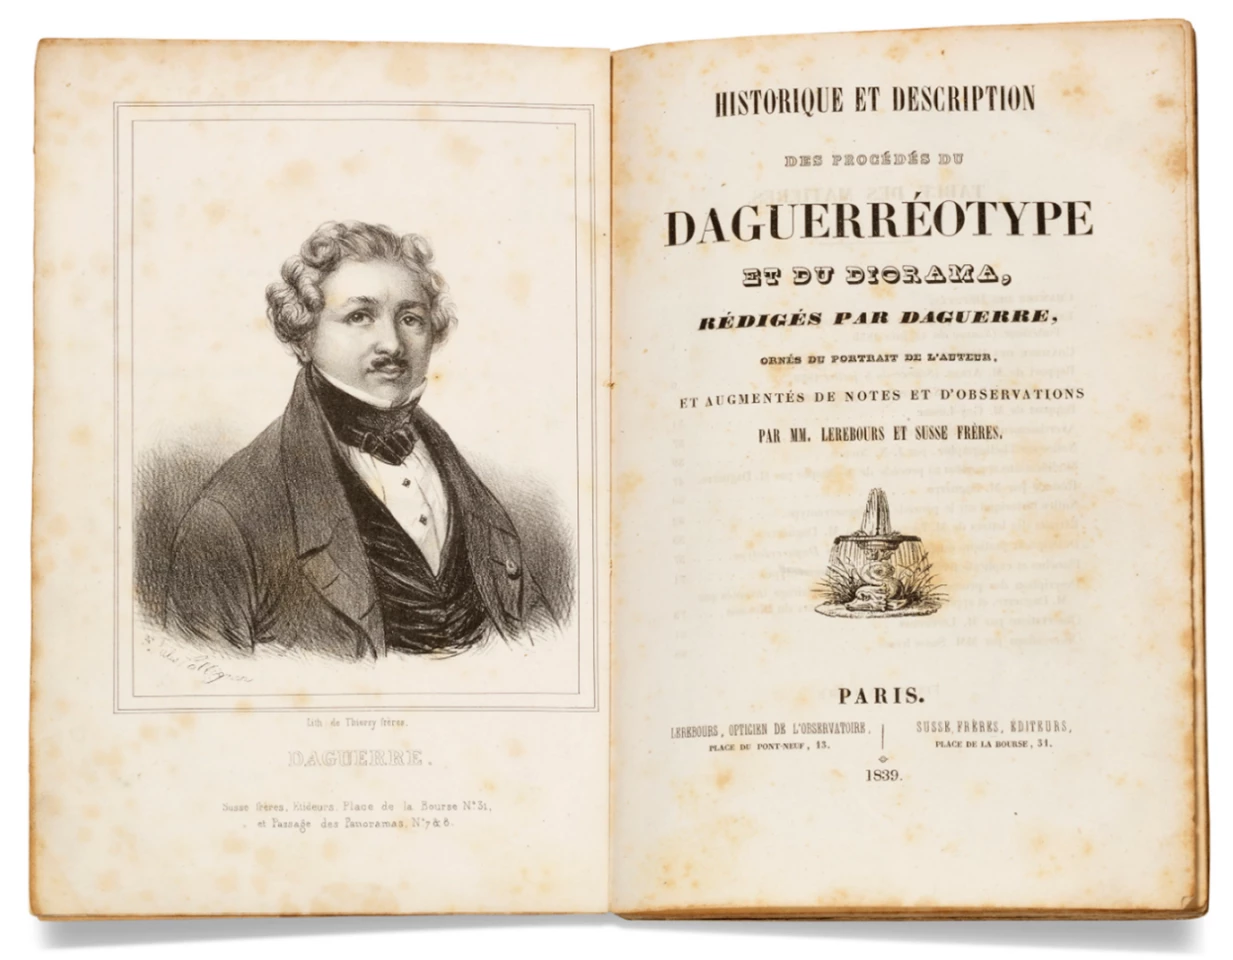 Lith. de Thierry frères.
DAGUERRE.
Susse frères, Editeurs, Place de la Bourse N° 31,
et Passage des Panoramas, N° 7 & 8.
HISTORIQUE ET DESCRIPTION
DES PROCÉDÉS DU
DAGUERRÉOTYPE
ET DU DIORAMA,
RÉDIGÉS PAR DAGUERRE,
ORNÉS DU PORTRAIT DE L'AUTEUR,
ET AUGMENTÉS DE NOTES ET D'OBSERVATIONS
PAR MM. LEREBOURS ET SUSSE FRÈRES.
PARIS.
LEREBOURS, OPTICIEN DE L'OBSERVATOIRE,
PLACE DU PONT-NEUF, 13.
SUSSE, FRÈRES, ÉDITEURS,
PLACE DE LA BOURSE, 31.
1839.